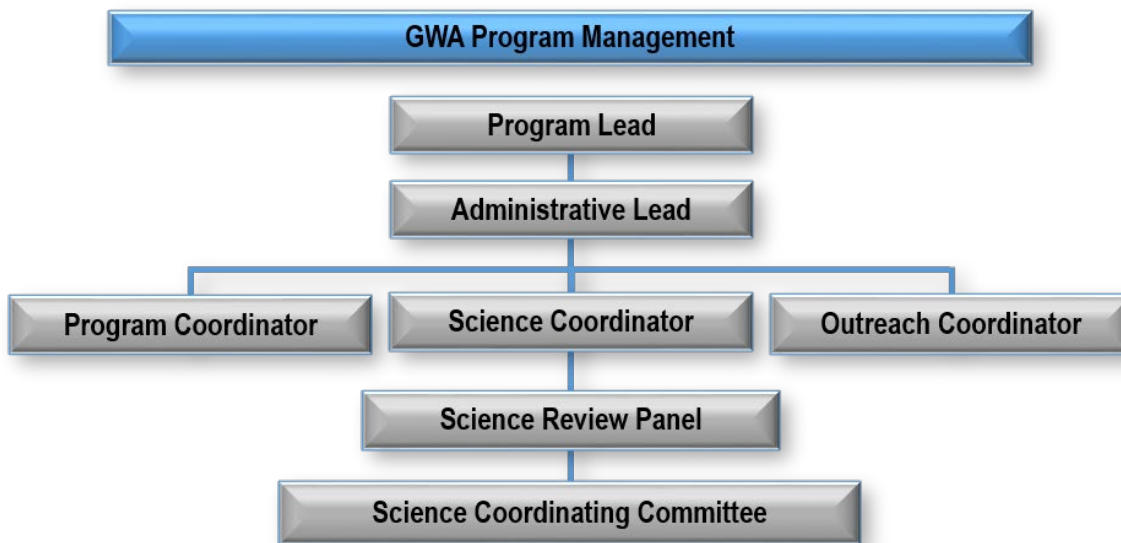 GWA Program Management
Program Lead
Administrative Lead
Program Coordinator
Science Coordinator
Outreach Coordinator
Science Review Panel
Science Coordinating Committee